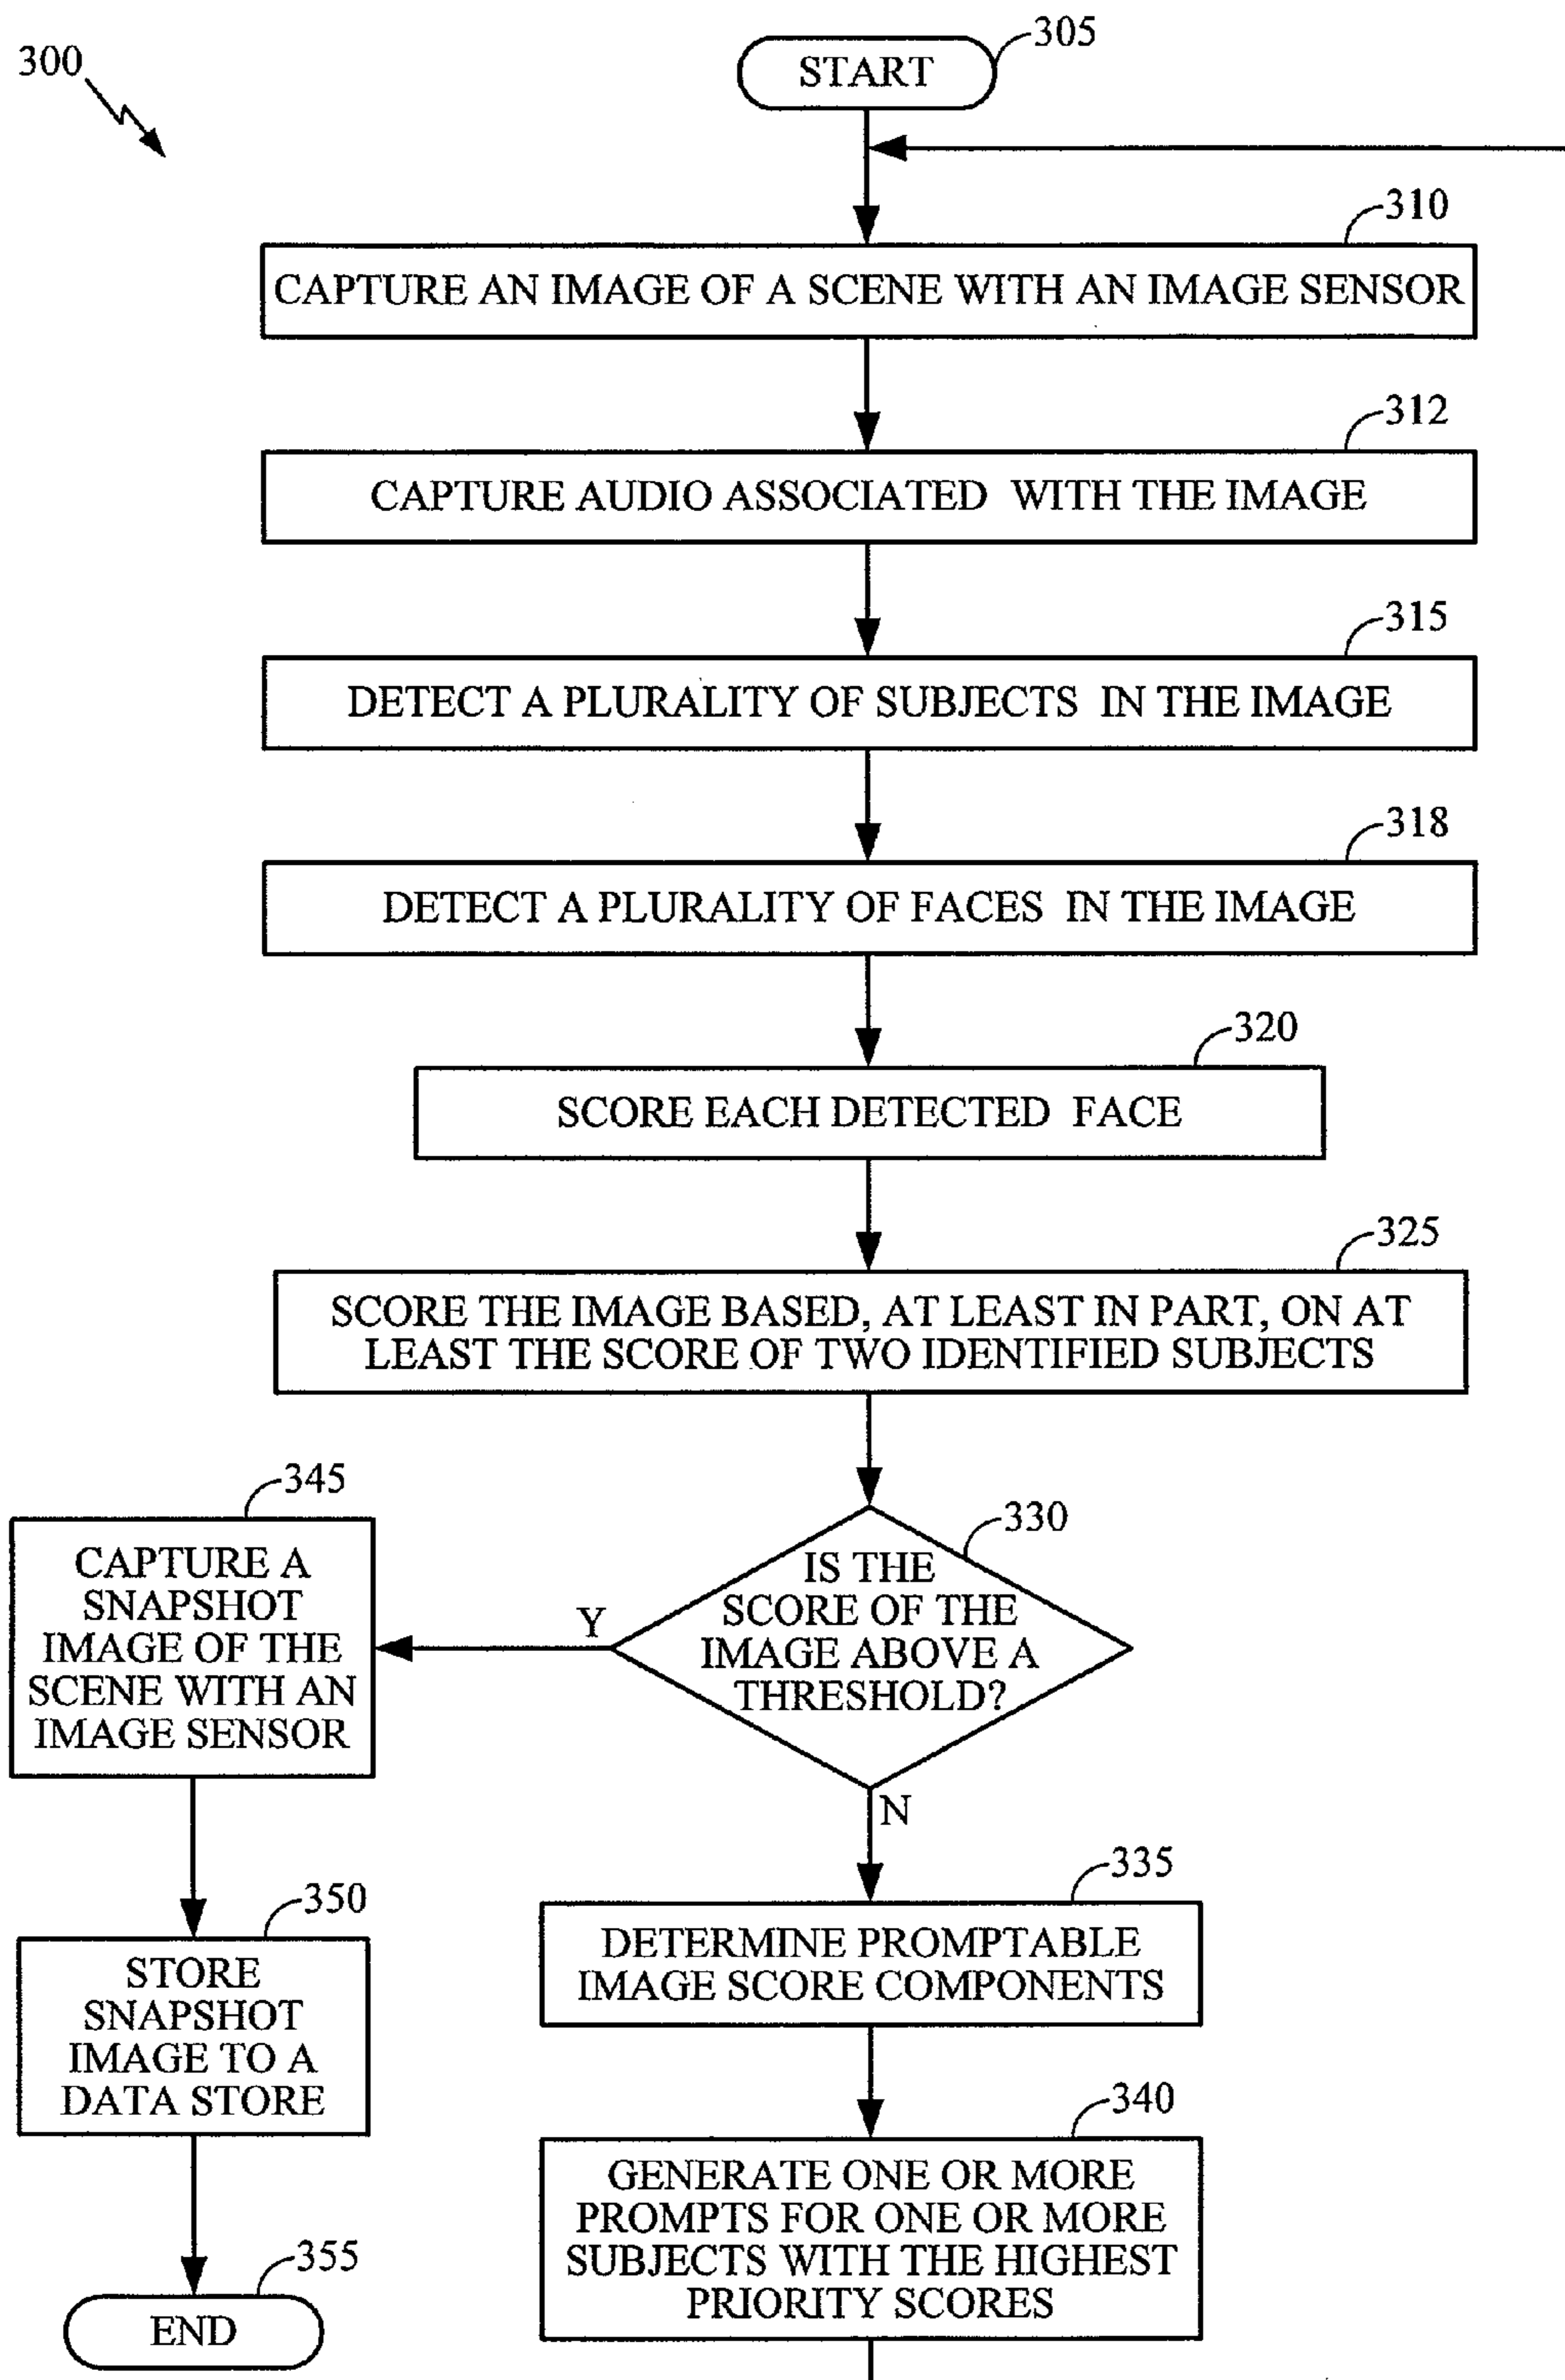 300
START
305
310
CAPTURE AN IMAGE OF A SCENE WITH AN IMAGE SENSOR
312
CAPTURE AUDIO ASSOCIATED WITH THE IMAGE
315
DETECT A PLURALITY OF SUBJECTS IN THE IMAGE
318
DETECT A PLURALITY OF FACES IN THE IMAGE
320
SCORE EACH DETECTED FACE
325
SCORE THE IMAGE BASED, AT LEAST IN PART, ON AT
LEAST THE SCORE OF TWO IDENTIFIED SUBJECTS
330
IS THE
SCORE OF THE
IMAGE ABOVE A
THRESHOLD?
Y
345
CAPTURE A
SNAPSHOT
IMAGE OF THE
SCENE WITH AN
IMAGE SENSOR
350
STORE
SNAPSHOT
IMAGE TO A
DATA STORE
355
END
N
335
DETERMINE PROMPTABLE
IMAGE SCORE COMPONENTS
340
GENERATE ONE OR MORE
PROMPTS FOR ONE OR MORE
SUBJECTS WITH THE HIGHEST
PRIORITY SCORES